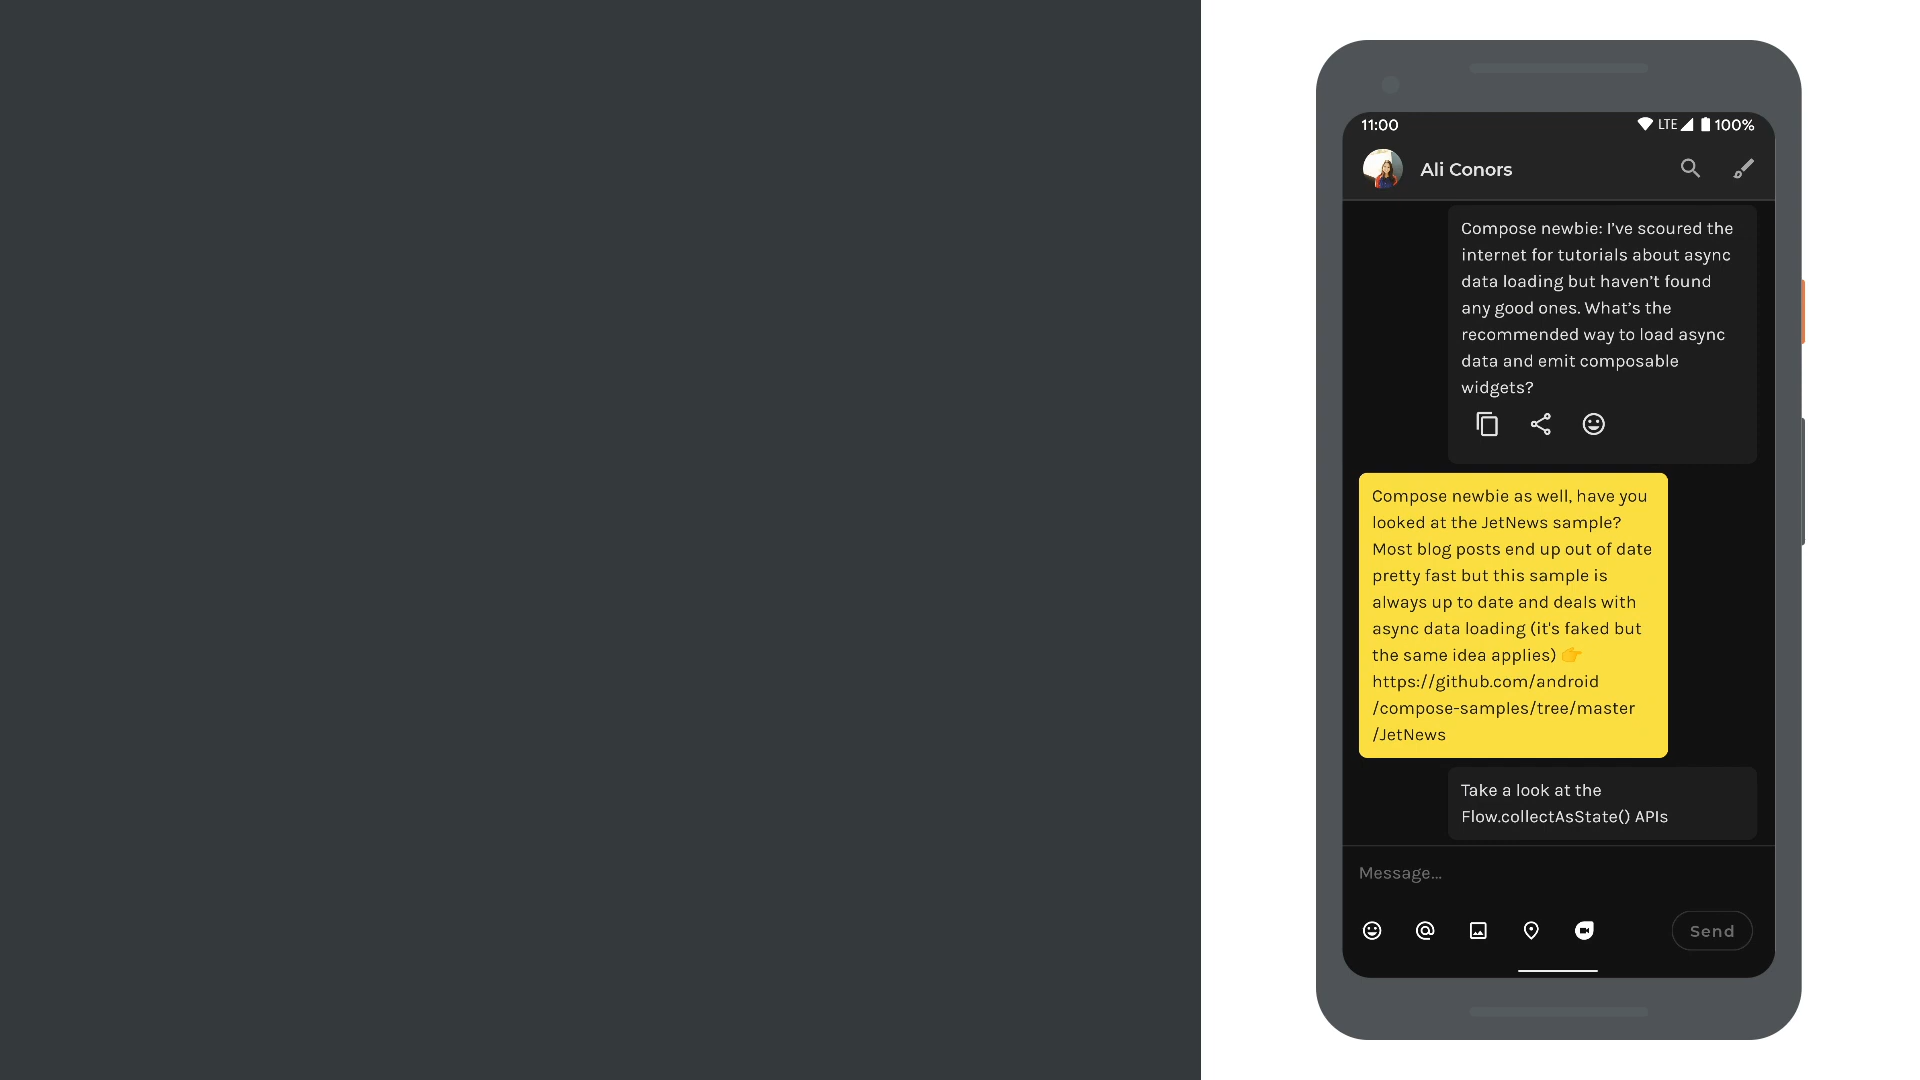 11:00
LTE 100%
Ali Conors
Compose newbie: I’ve scoured the
internet for tutorials about async
data loading but haven’t found
any good ones. What’s the
recommended way to load async
data and emit composable
widgets?
Compose newbie as well, have you
looked at the JetNews sample?
Most blog posts end up out of date
pretty fast but this sample is
always up to date and deals with
async data loading (it's faked but
the same idea applies) 👉
https://github.com/android
/compose-samples/tree/master
/JetNews
Take a look at the
Flow.collectAsState() APIs
Message...
Send